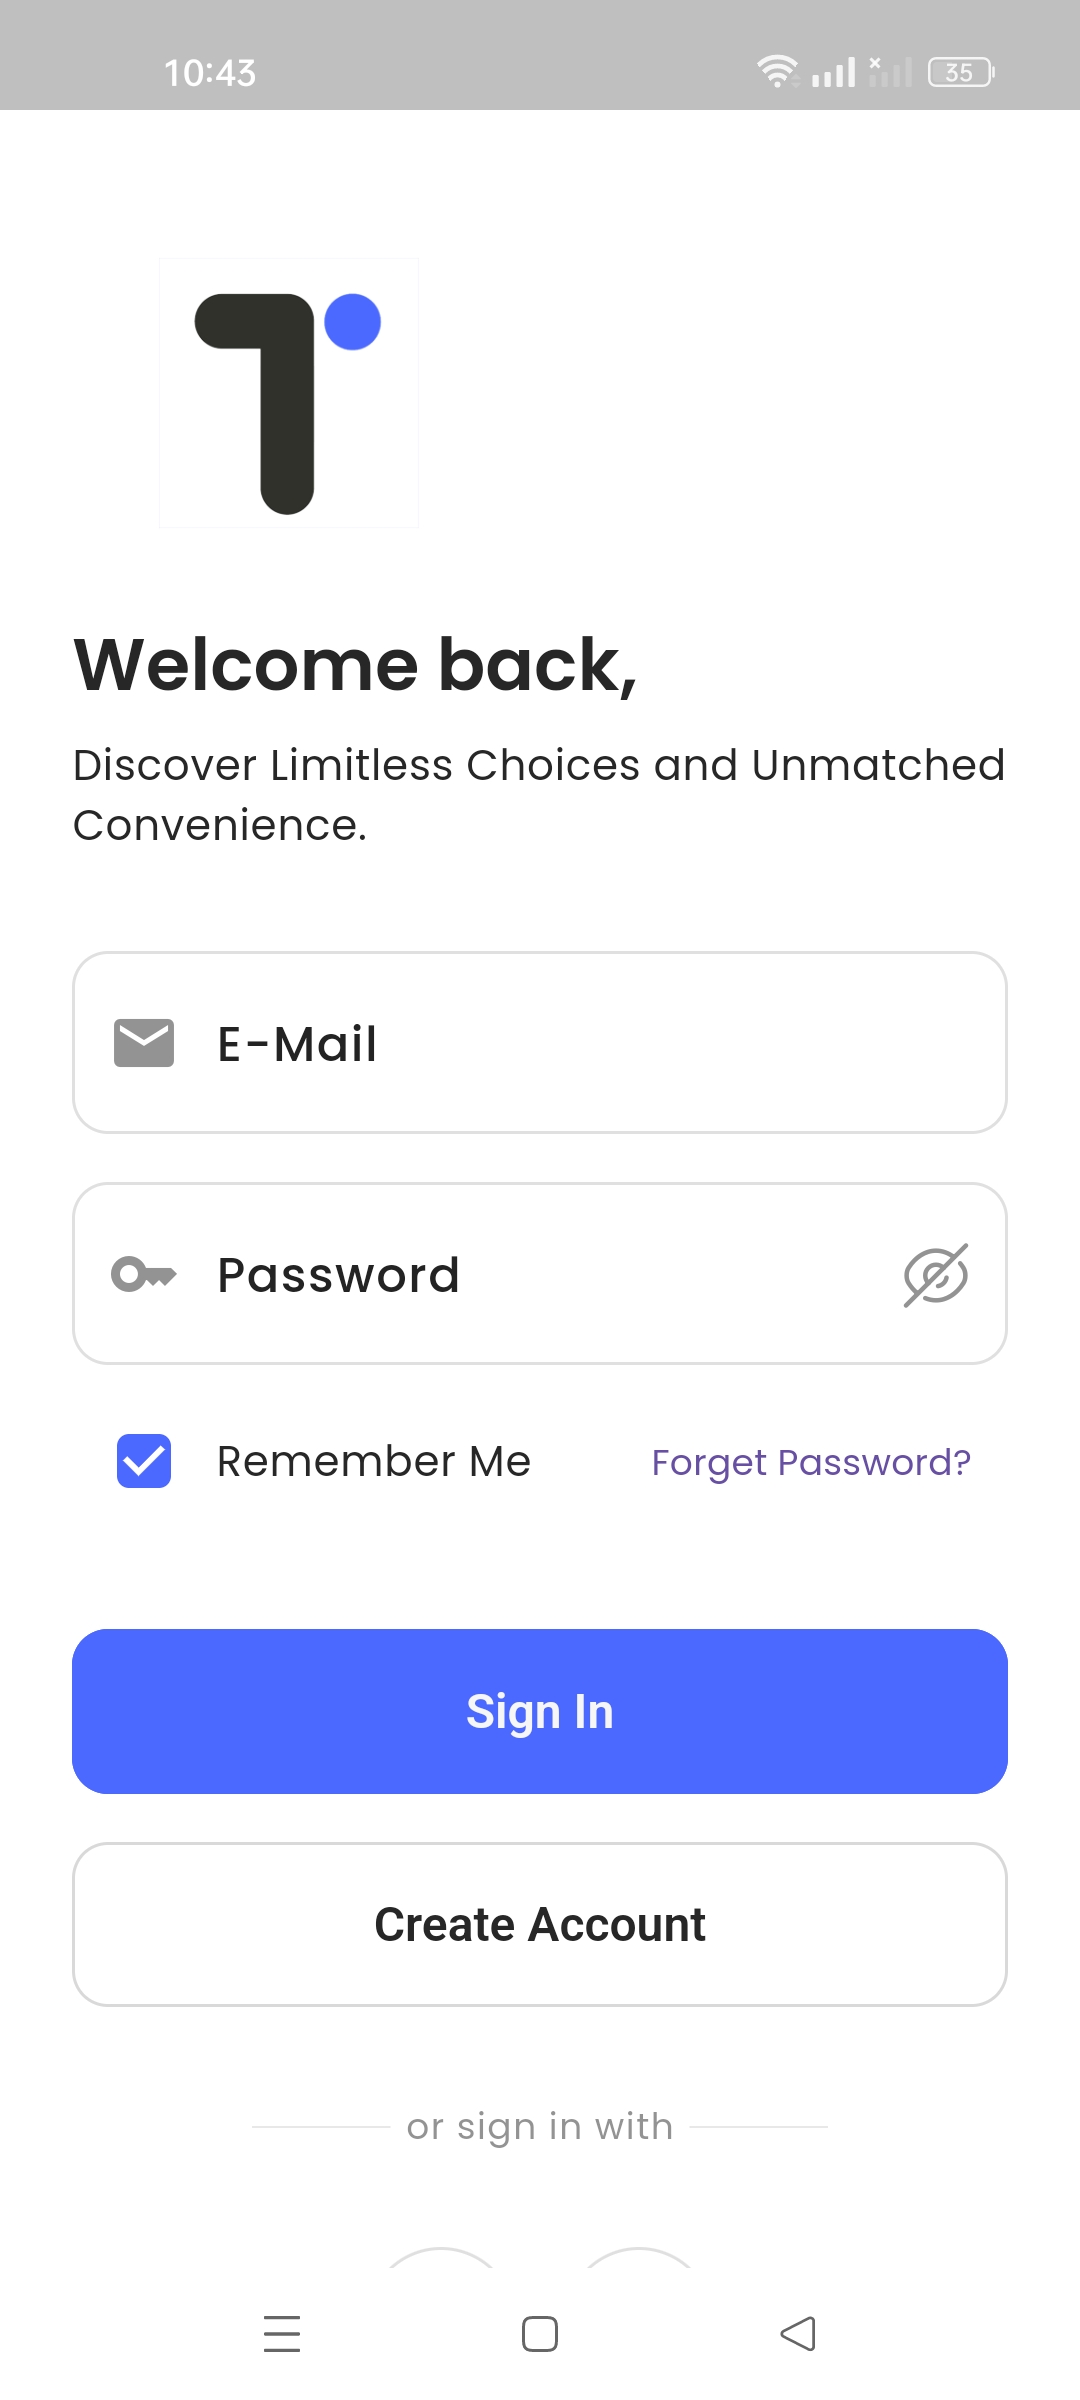 10:43
35
Welcome back,
Discover Limitless Choices and Unmatched
Convenience.
E-Mail
Password
Remember Me
Forget Password?
Sign In
Create Account
or sign in with